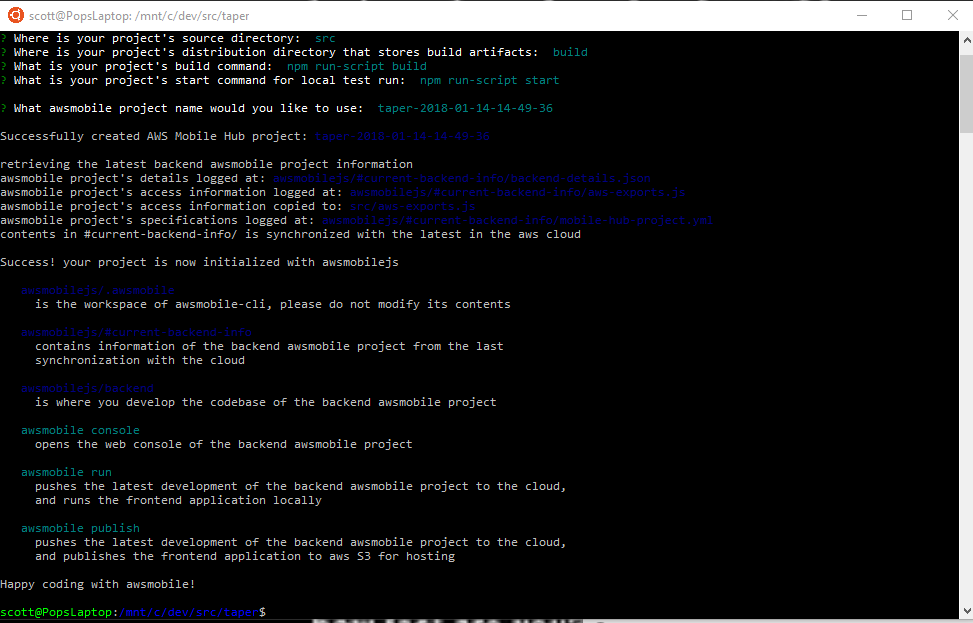 scott@PopsLaptop: /mnt/c/dev/src/taper
? Where is your project's source directory:  src
? Where is your project's distribution directory that stores build artifacts:  build
? What is your project's build command:  npm run-script build
? What is your project's start command for local test run:  npm run-script start
? What awsmobile project name would you like to use:  taper-2018-01-14-14-49-36
Successfully created AWS Mobile Hub project: taper-2018-01-14-14-49-36
retrieving the latest backend awsmobile project information
awsmobile project's details logged at: awsmobilejs/#current-backend-info/backend-details.json
awsmobile project's access information logged at: awsmobilejs/#current-backend-info/aws-exports.js
awsmobile project's access information copied to: src/aws-exports.js
awsmobile project's specifications logged at: awsmobilejs/#current-backend-info/mobile-hub-project.yml
contents in #current-backend-info/ is synchronized with the latest in the aws cloud
Success! your project is now initialized with awsmobilejs
awsmobilejs/.awsmobile
is the workspace of awsmobile-cli, please do not modify its contents
awsmobilejs/#current-backend-info
contains information of the backend awsmobile project from the last
synchronization with the cloud
awsmobilejs/backend
is where you develop the codebase of the backend awsmobile project
awsmobile console
opens the web console of the backend awsmobile project
awsmobile run
pushes the latest development of the backend awsmobile project to the cloud,
and runs the frontend application locally
awsmobile publish
pushes the latest development of the backend awsmobile project to the cloud,
and publishes the frontend application to aws S3 for hosting
Happy coding with awsmobile!
scott@PopsLaptop:/mnt/c/dev/src/taper$